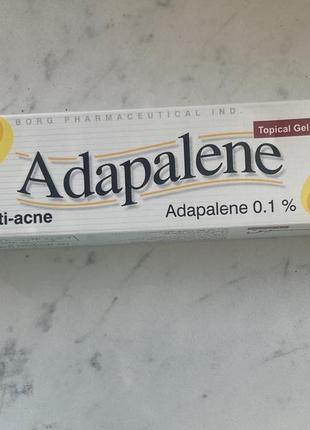 BORG PHARMACEUTICAL IND.
Topical Gel
Adapalene
ti-acne
Adapalene 0.1 %